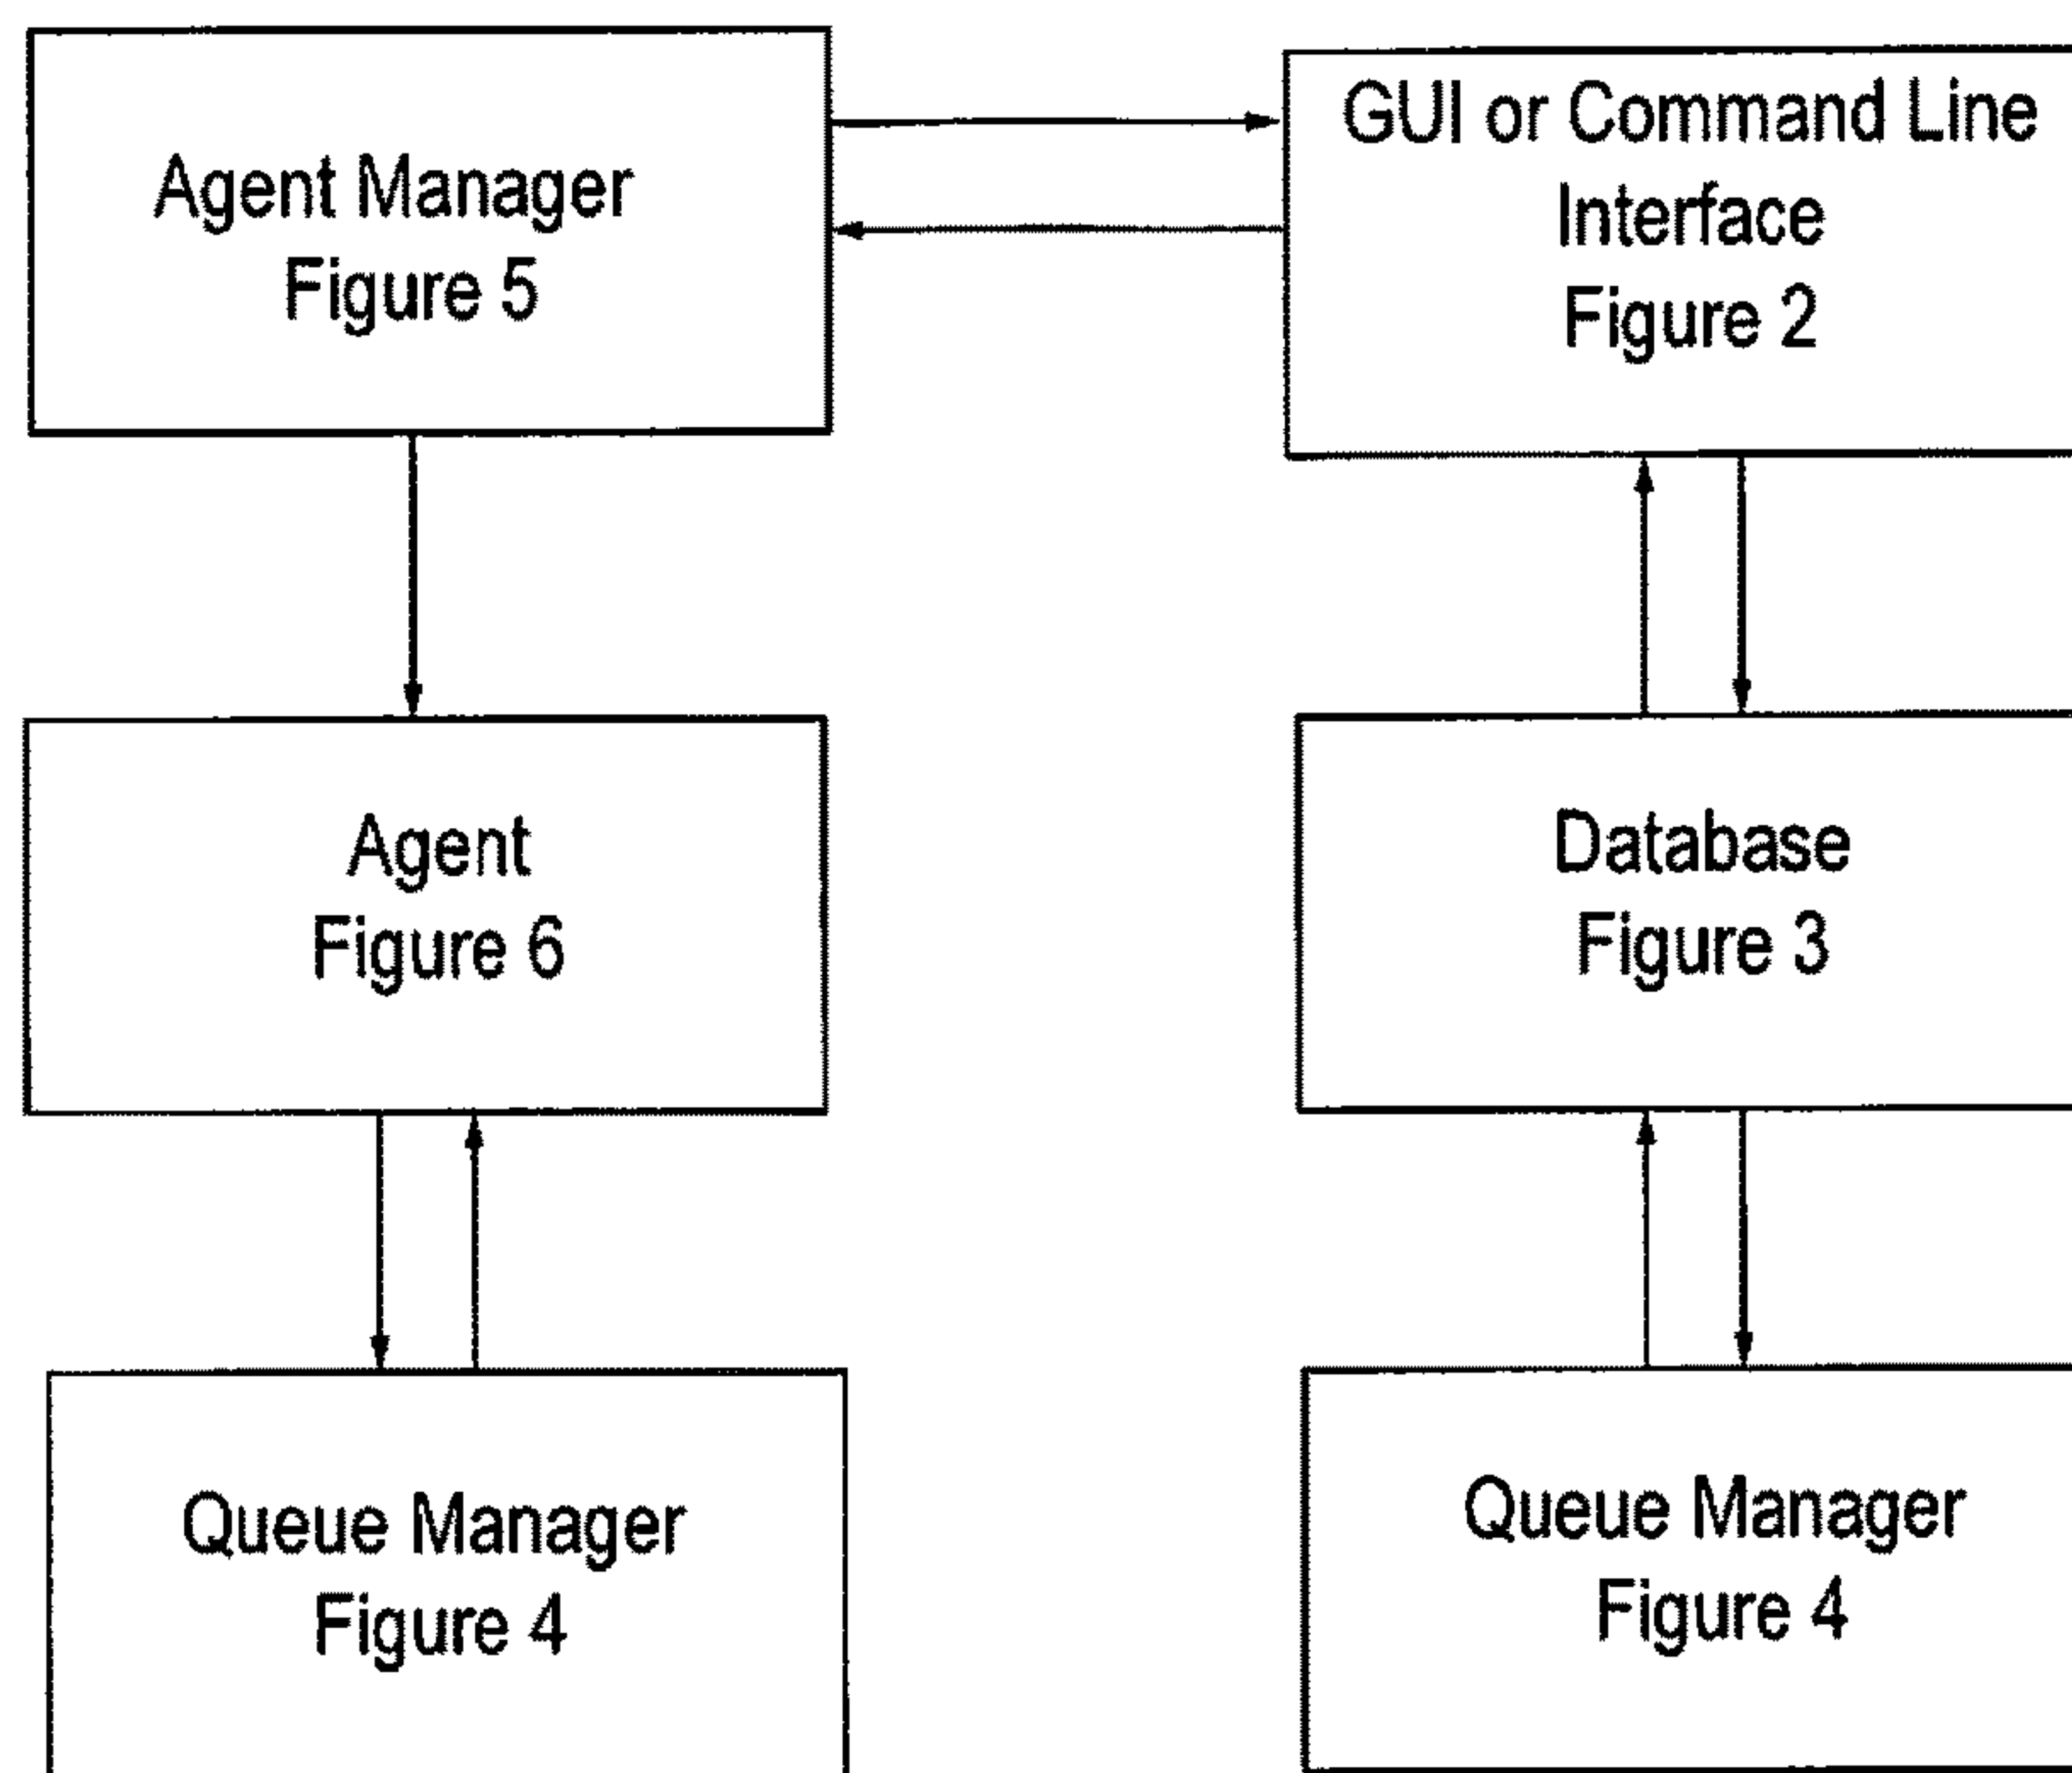 Agent Manager
Figure 5
GUI or Command Line
Interface
Figure 2
Agent
Figure 6
Database
Figure 3
Queue Manager
Figure 4
Queue Manager
Figure 4